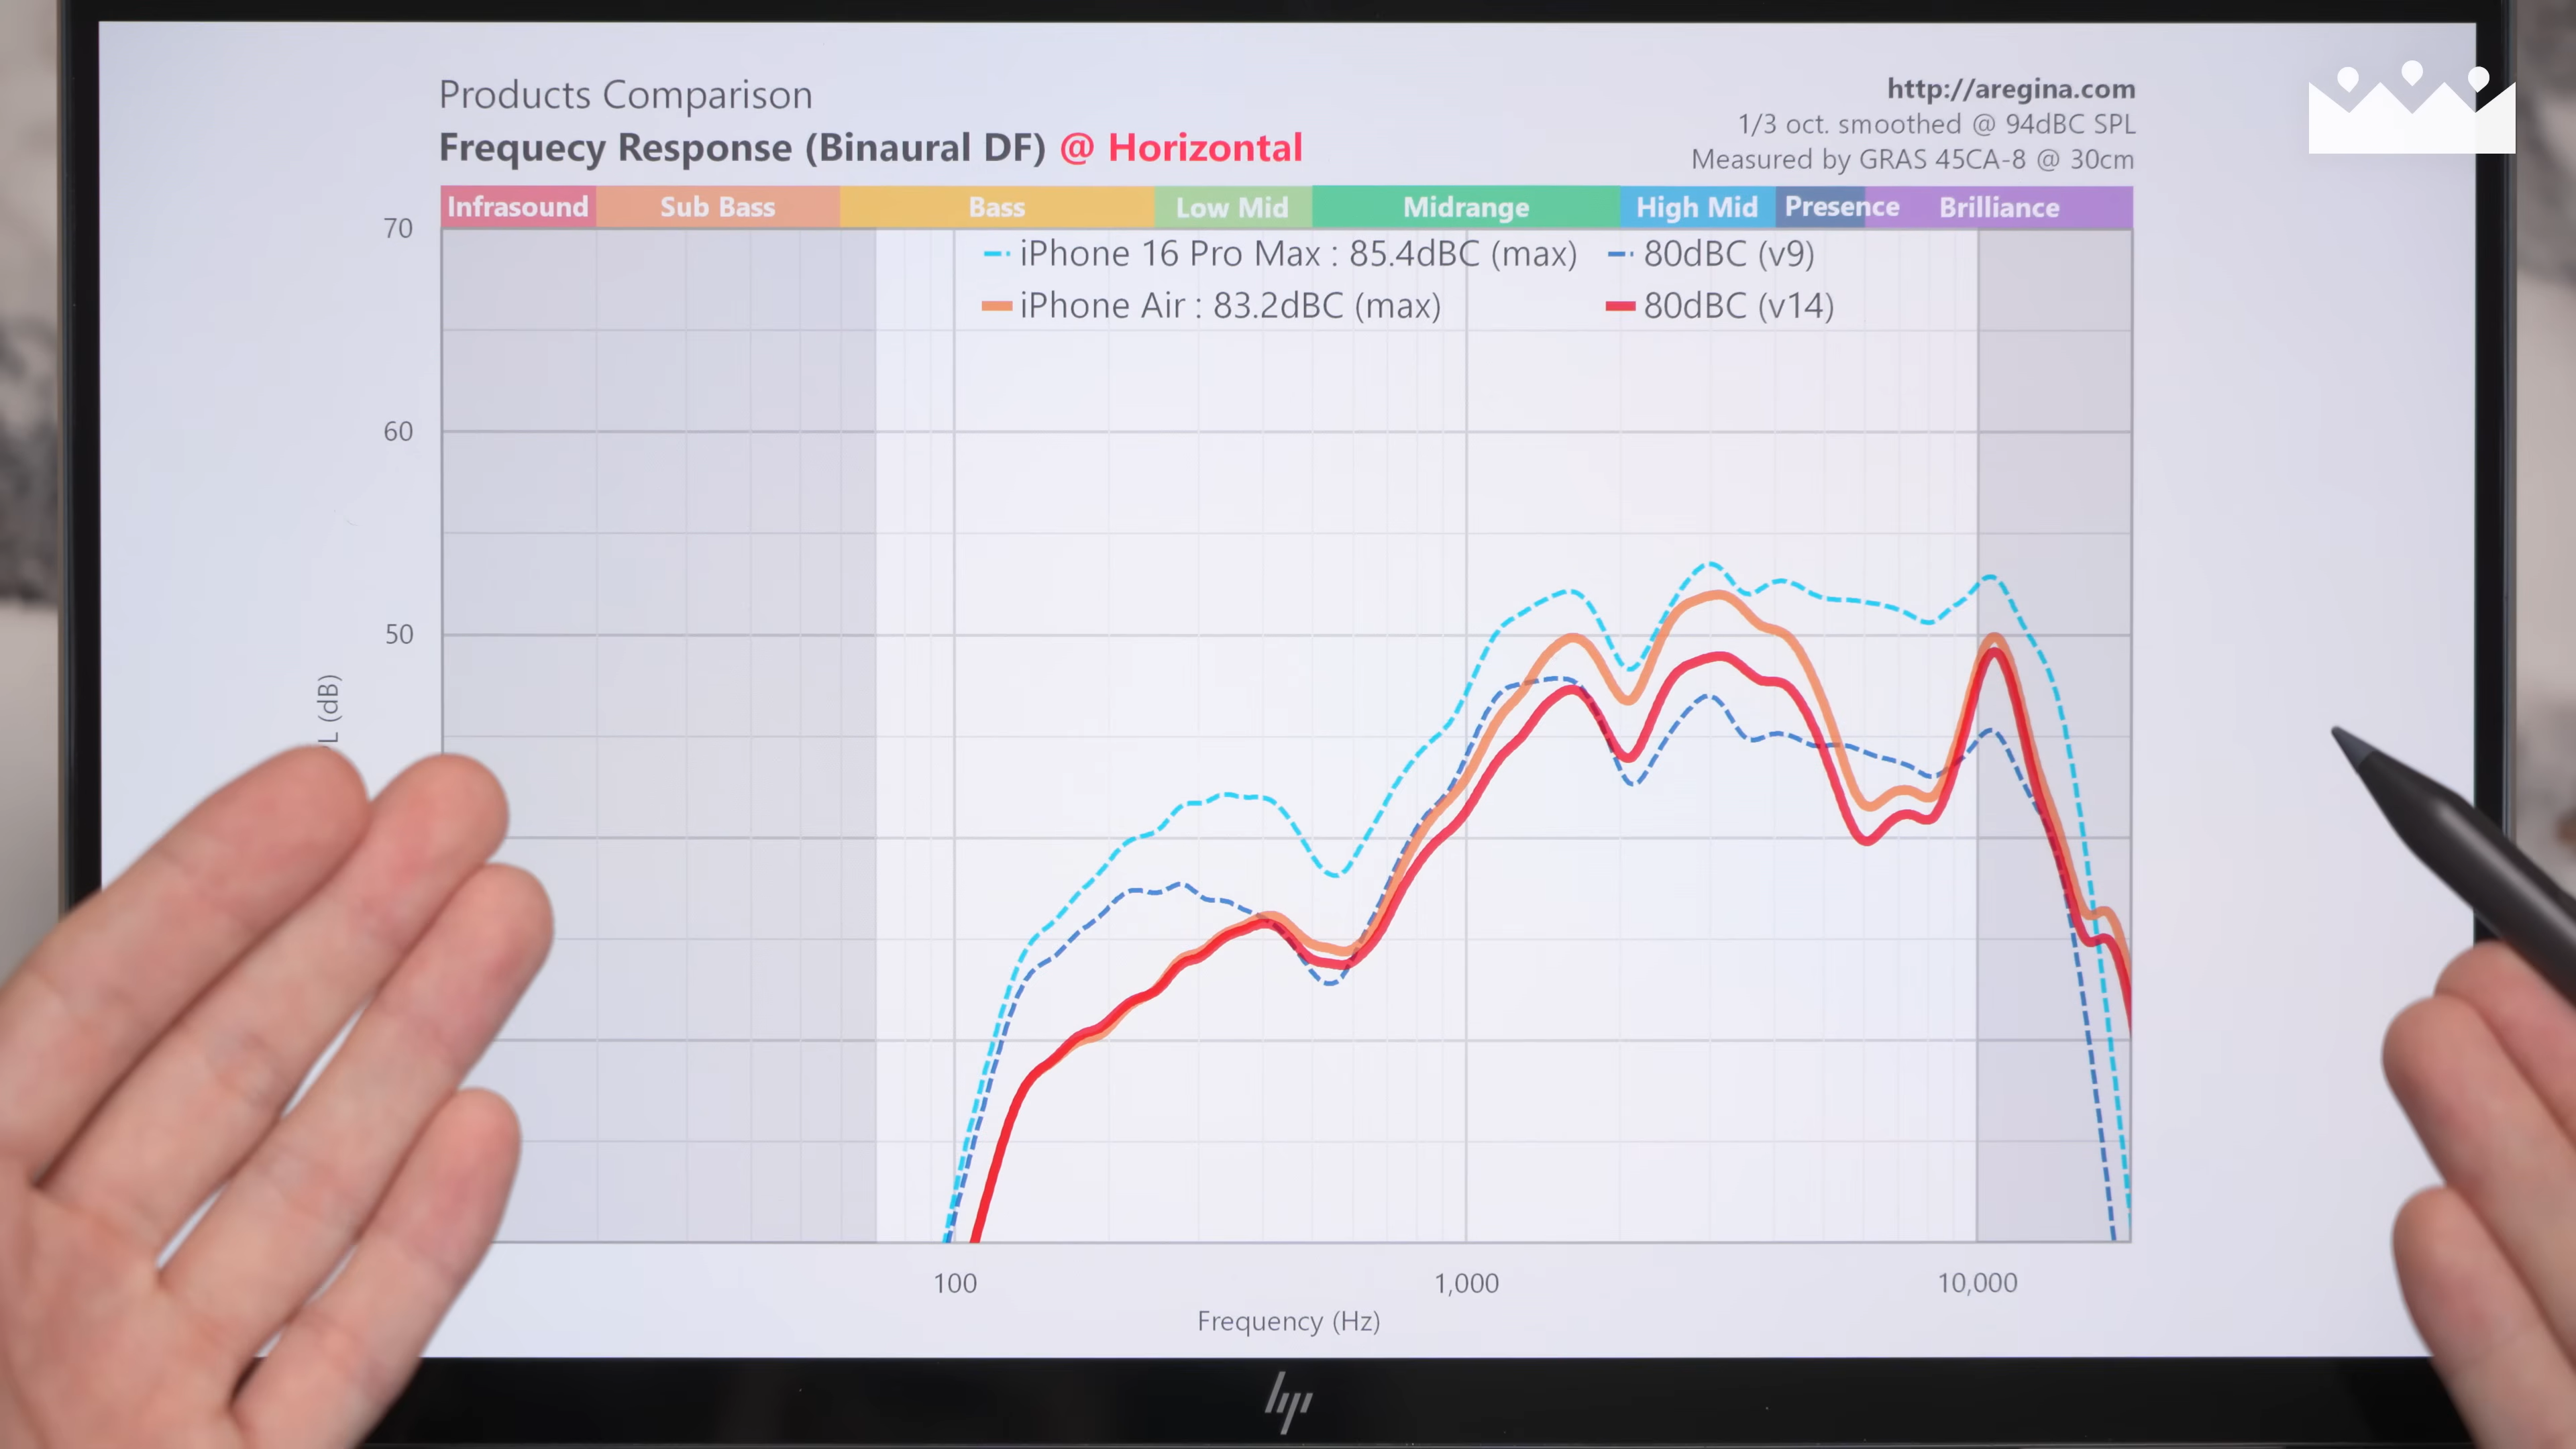 Products Comparison
Frequecy Response (Binaural DF) @ Horizontal
http://aregina.com
1/3 oct. smoothed @ 94dBC SPL
Measured by GRAS 45CA-8 @ 30cm
Infrasound Sub Bass Bass Low Mid Midrange High Mid Presence Brilliance
70
iPhone 16 Pro Max : 85.4dBC (max) 80dBC (v9)
iPhone Air : 83.2dBC (max) 80dBC (v14)
60
50
(dB)
100 1,000 10,000
Frequency (Hz)
hp